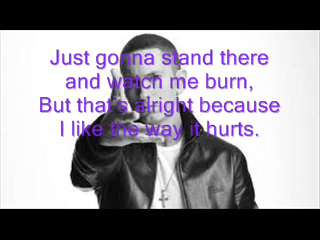 Just gonna stand there
and watch me burn,
But that's alright because
I like the way it hurts.